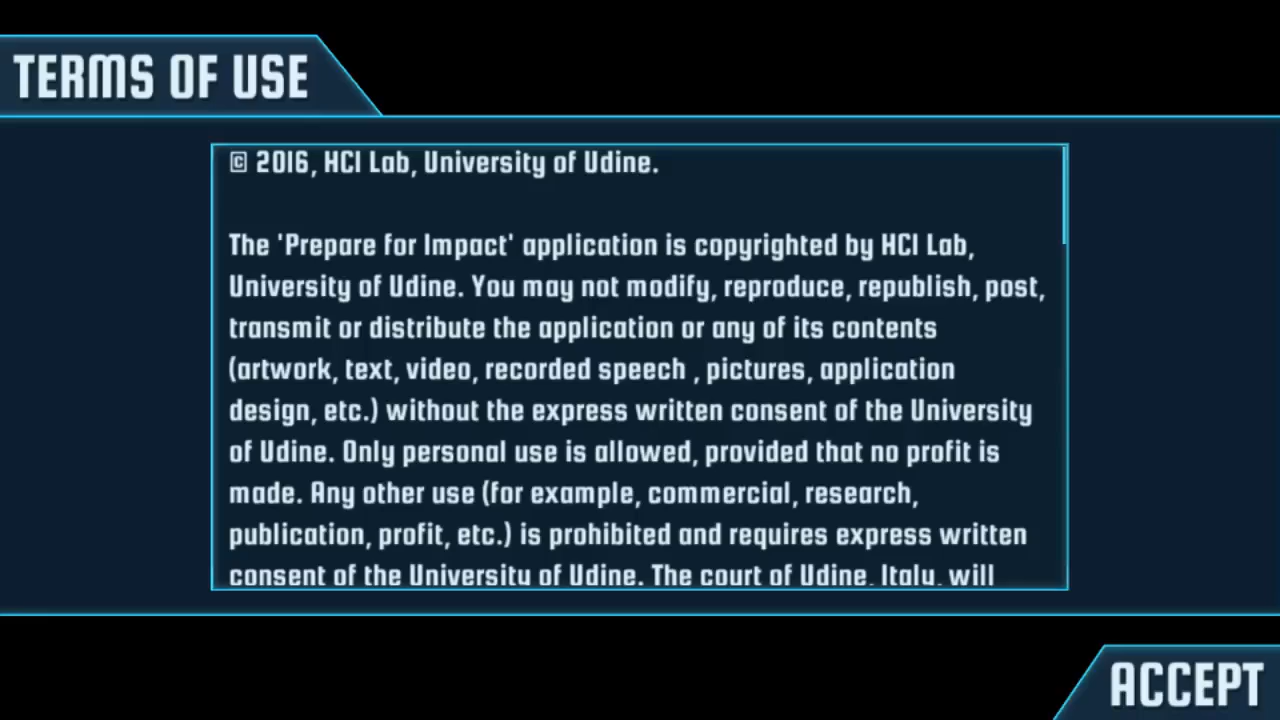 TERMS OF USE
© 2016, HCI Lab, University of Udine.
The 'Prepare for Impact' application is copyrighted by HCI Lab,
University of Udine. You may not modify, reproduce, republish, post,
transmit or distribute the application or any of its contents
(artwork, text, video, recorded speech , pictures, application
design, etc.) without the express written consent of the University
of Udine. Only personal use is allowed, provided that no profit is
made. Any other use (for example, commercial, research,
publication, profit, etc.) is prohibited and requires express written
consent of the University of Udine. The court of Udine, Italy, will
ACCEPT